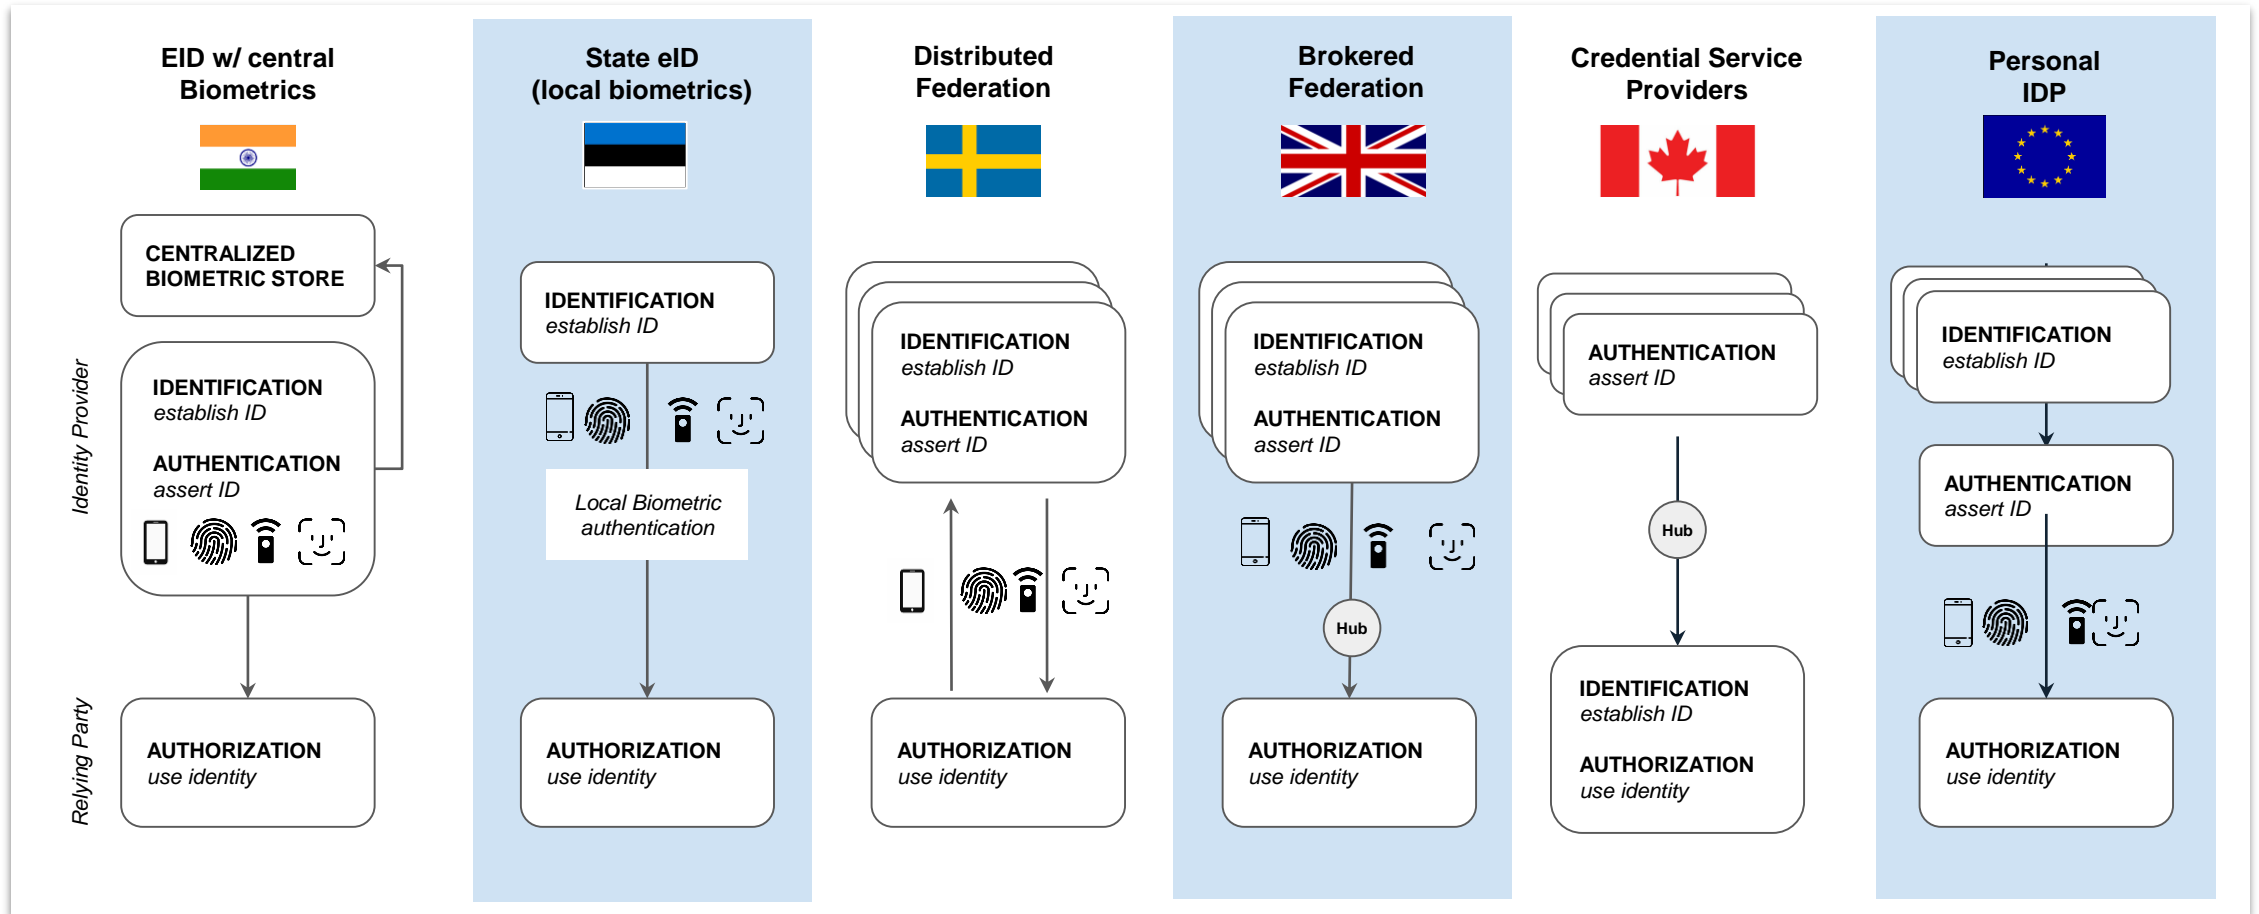 EID w/ central
Biometrics
CENTRALIZED
BIOMETRIC STORE
Identity Provider
IDENTIFICATION
establish ID
AUTHENTICATION
assert ID
Relying Party
AUTHORIZATION
use identity
State eID
(local biometrics)
IDENTIFICATION
establish ID
Local Biometric
authentication
AUTHORIZATION
use identity
Distributed
Federation
IDENTIFICATION
establish ID
AUTHENTICATION
assert ID
AUTHORIZATION
use identity
Brokered
Federation
IDENTIFICATION
establish ID
AUTHENTICATION
assert ID
Hub
AUTHORIZATION
use identity
Credential Service
Providers
AUTHENTICATION
assert ID
Hub
IDENTIFICATION
establish ID
AUTHORIZATION
use identity
Personal
IDP
IDENTIFICATION
establish ID
AUTHENTICATION
assert ID
AUTHORIZATION
use identity